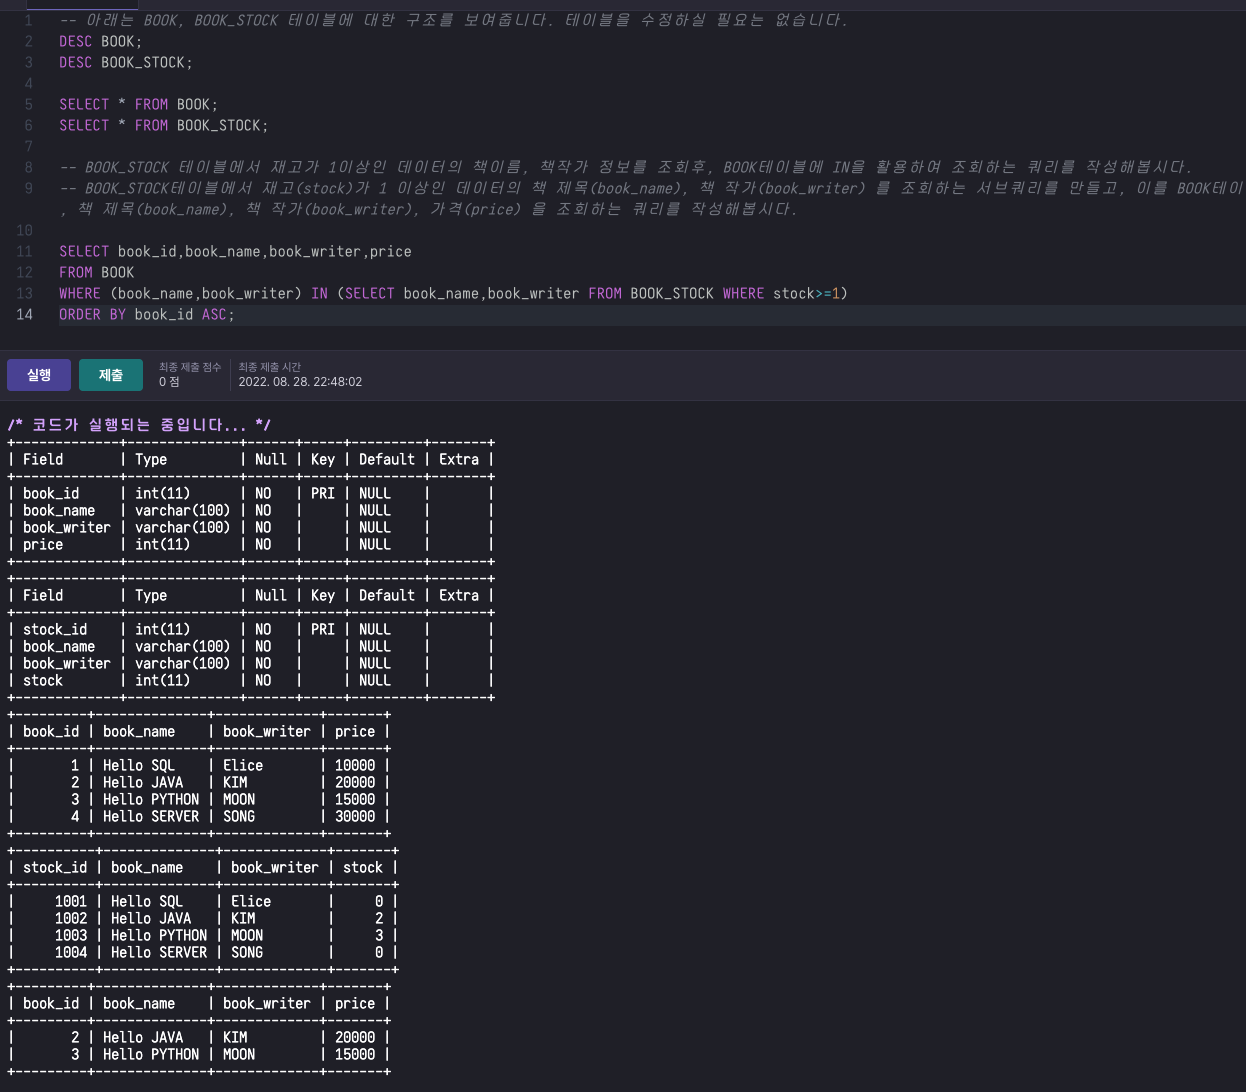 1 -- 아래는 BOOK, BOOK_STOCK 테이블에 대한 구조를 보여줍니다. 테이블을 수정하실 필요는 없습니다.
2 DESC BOOK;
3 DESC BOOK_STOCK;
4
5 SELECT * FROM BOOK;
6 SELECT * FROM BOOK_STOCK;
7
8 -- BOOK_STOCK 테이블에서 재고가 1이상인 데이터의 책이름, 책작가 정보를 조회후, BOOK테이블에 IN을 활용하여 조회하는 쿼리를 작성해봅시다.
9 -- BOOK_STOCK테이블에서 재고(stock)가 1 이상인 데이터의 책 제목(book_name), 책 작가(book_writer) 를 조회하는 서브쿼리를 만들고, 이를 BOOK테이
, 책 제목(book_name), 책 작가(book_writer), 가격(price) 을 조회하는 쿼리를 작성해봅시다.
10
11 SELECT book_id,book_name,book_writer,price
12 FROM BOOK
13 WHERE (book_name,book_writer) IN (SELECT book_name,book_writer FROM BOOK_STOCK WHERE stock>=1)
14 ORDER BY book_id ASC;
실행 제출 최종 제출 점수 최종 제출 시간
0 점 2022. 08. 28. 22:48:02
/* 코드가 실행되는 중입니다... */
+-------------+--------------+------+-----+---------+-------+
| Field       | Type         | Null | Key | Default | Extra |
+-------------+--------------+------+-----+---------+-------+
| book_id     | int(11)      | NO   | PRI | NULL    |       |
| book_name   | varchar(100) | NO   |     | NULL    |       |
| book_writer | varchar(100) | NO   |     | NULL    |       |
| price       | int(11)      | NO   |     | NULL    |       |
+-------------+--------------+------+-----+---------+-------+
+-------------+--------------+------+-----+---------+-------+
| Field       | Type         | Null | Key | Default | Extra |
+-------------+--------------+------+-----+---------+-------+
| stock_id    | int(11)      | NO   | PRI | NULL    |       |
| book_name   | varchar(100) | NO   |     | NULL    |       |
| book_writer | varchar(100) | NO   |     | NULL    |       |
| stock       | int(11)      | NO   |     | NULL    |       |
+-------------+--------------+------+-----+---------+-------+
+---------+--------------+-------------+-------+
| book_id | book_name    | book_writer | price |
+---------+--------------+-------------+-------+
|       1 | Hello SQL    | Elice       | 10000 |
|       2 | Hello JAVA   | KIM         | 20000 |
|       3 | Hello PYTHON | MOON        | 15000 |
|       4 | Hello SERVER | SONG        | 30000 |
+---------+--------------+-------------+-------+
+----------+--------------+-------------+-------+
| stock_id | book_name    | book_writer | stock |
+----------+--------------+-------------+-------+
|     1001 | Hello SQL    | Elice       |     0 |
|     1002 | Hello JAVA   | KIM         |     2 |
|     1003 | Hello PYTHON | MOON        |     3 |
|     1004 | Hello SERVER | SONG        |     0 |
+----------+--------------+-------------+-------+
+---------+--------------+-------------+-------+
| book_id | book_name    | book_writer | price |
+---------+--------------+-------------+-------+
|       2 | Hello JAVA   | KIM         | 20000 |
|       3 | Hello PYTHON | MOON        | 15000 |
+---------+--------------+-------------+-------+